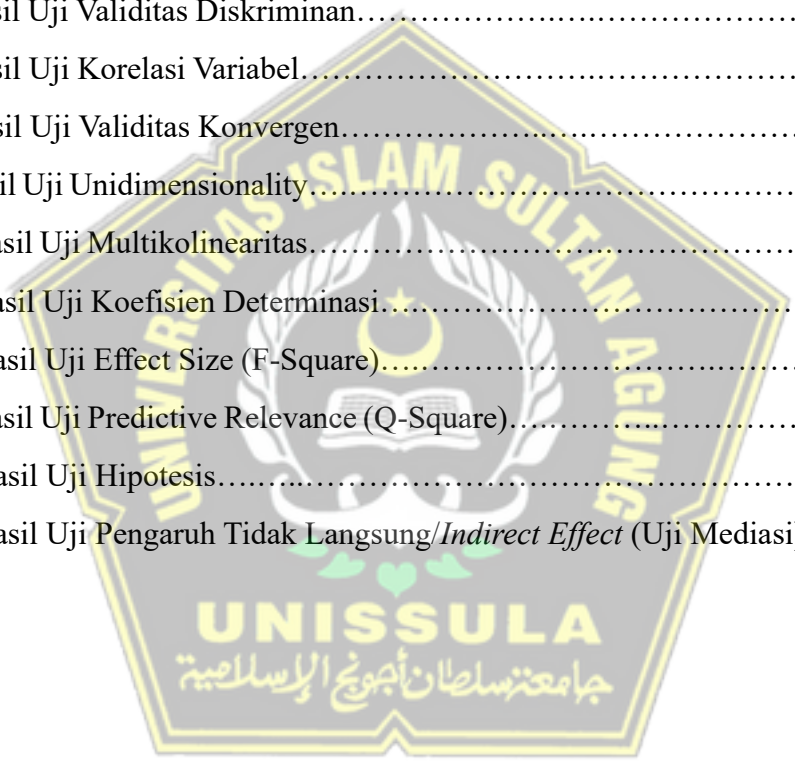 sil Uji Validitas Diskriminan……………………..…………………
sil Uji Korelasi Variabel………………………….…………………
sil Uji Validitas Konvergen…………………..……………………
il Uji Unidimensionality…..………………………………………
asil Uji Multikolinearitas……………………………..……………
asil Uji Koefisien Determinasi…..…………………………………
asil Uji Effect Size (F-Square)…..…………………………..……
asil Uji Predictive Relevance (Q-Square)……………..……………
asil Uji Hipotesis…….…..…………………………………………
asil Uji Pengaruh Tidak Langsung/Indirect Effect (Uji Mediasi)
UNIVERSITAS ISLAM SULTAN AGUNG
UNISSULA
جامعتنسلطان أجونج الإسلامية